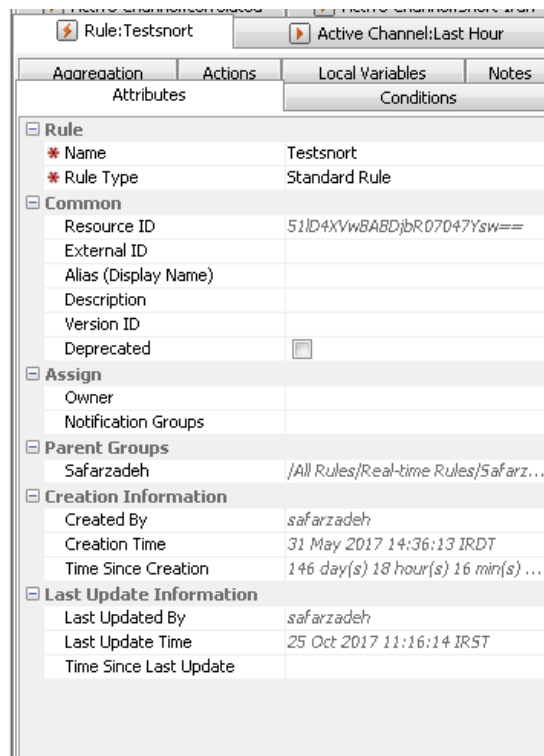 Rule:Testsnort
Active Channel:Last Hour
Aggregation Actions Local Variables Notes
Attributes Conditions
Rule
* Name Testsnort
* Rule Type Standard Rule
Common
Resource ID
External ID
Alias (Display Name)
Description
Version ID
Deprecated
Assign
Owner
Notification Groups
Parent Groups
Safarzadeh /All Rules/Real-time Rules/Safarz...
Creation Information
Created By safarzadeh
Creation Time 31 May 2017 14:36:13 IRDT
Time Since Creation 146 day(s) 18 hour(s) 16 min(s) ...
Last Update Information
Last Updated By safarzadeh
Last Update Time 25 Oct 2017 11:16:14 IRST
Time Since Last Update